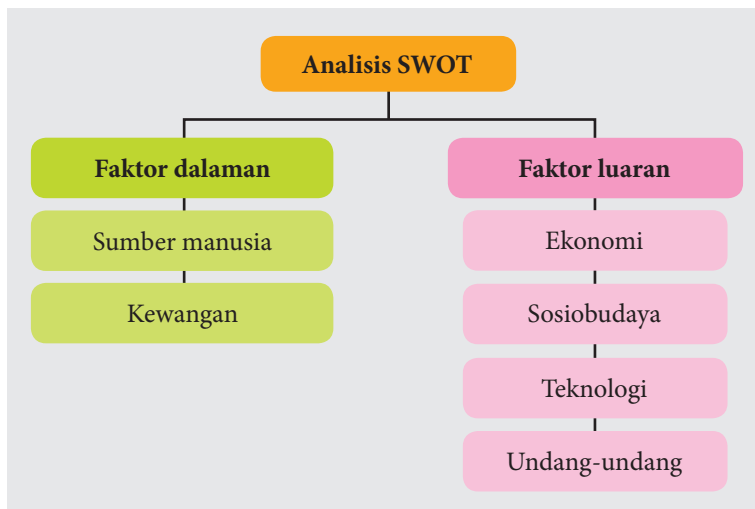 Analisis SWOT
Faktor dalaman
Sumber manusia
Kewangan
Faktor luaran
Ekonomi
Sosiobudaya
Teknologi
Undang-undang